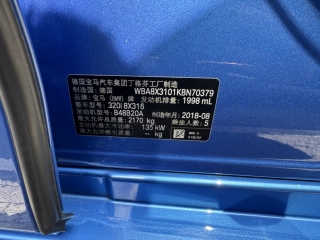 德国宝马汽车集团丁格芬工厂制造
制造国: 德国 WBA8X3101KBN70379
品牌: 宝马 (BMW) 牌 发动机排量: 1998 mL
整车型号: 320i 8X316
发动机型号: B48B20A 制造年月: 2018-08
最大允许总质量: 2170 kg 乘坐人数: 5
发动机最大净功率: 135 kW
-- kg